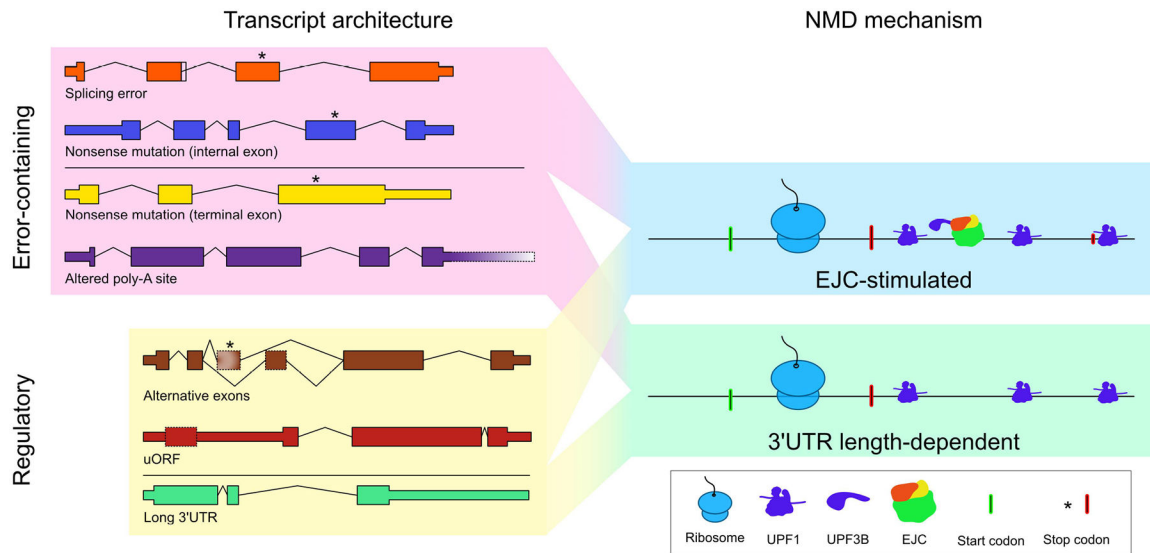 Transcript architecture
NMD mechanism
Error-containing
*
Splicing error
*
Nonsense mutation (internal exon)
*
Nonsense mutation (terminal exon)
Altered poly-A site
EJC-stimulated
Regulatory
*
Alternative exons
uORF
Long 3'UTR
3'UTR length-dependent
*
Ribosome UPF1 UPF3B EJC Start codon Stop codon